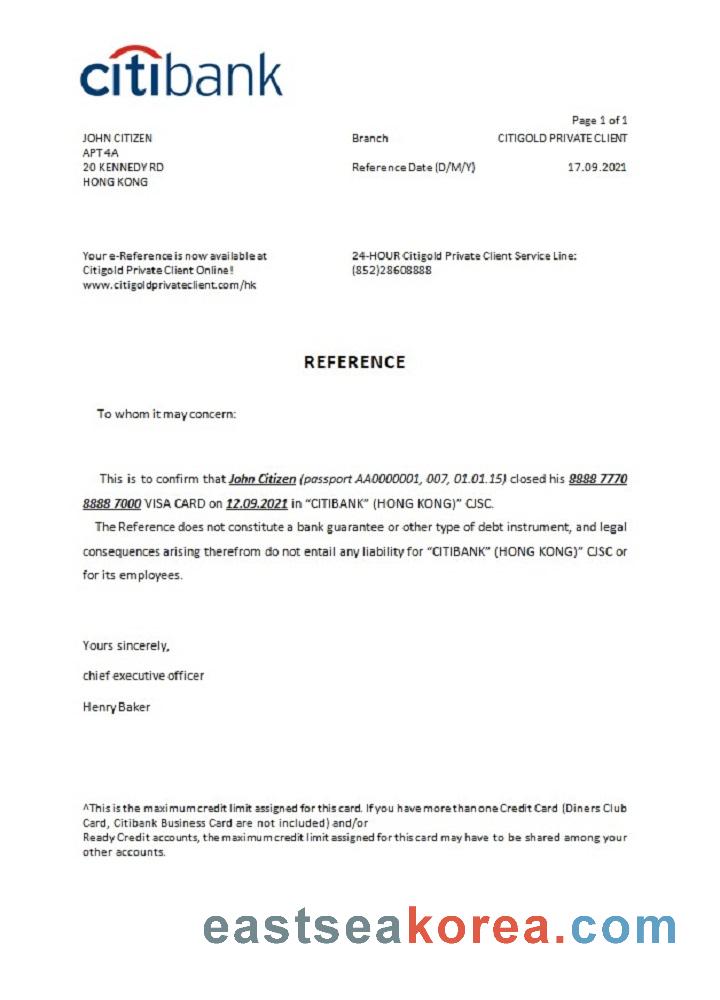 citibank
Page 1 of 1
JOHN CITIZEN Branch CITIGOLD PRIVATE CLIENT
APT 4A
20 KENNEDY RD Reference Date (D/M/Y) 17.09.2021
HONG KONG
Your e-Reference is now available at 24-HOUR Citigold Private Client Service Line:
Citigold Private Client Online! (852)28608888
www.citigoldprivateclient.com/hk
REFERENCE
To whom it may concern:
This is to confirm that John Citizen (passport AA0000001, 007, 01.01.15) closed his 8888 7770
8888 7000 VISA CARD on 12.09.2021 in “CITIBANK” (HONG KONG)” CJSC.
The Reference does not constitute a bank guarantee or other type of debt instrument, and legal
consequences arising therefrom do not entail any liability for “CITIBANK” (HONG KONG)” CJSC or
for its employees.
Yours sincerely,
chief executive officer
Henry Baker
^This is the maximum credit limit assigned for this card. If you have more than one Credit Card (Diners Club
Card, Citibank Business Card are not included) and/or
Ready Credit accounts, the maximum credit limit assigned for this card may have to be shared among your
other accounts.
eastseakorea.com